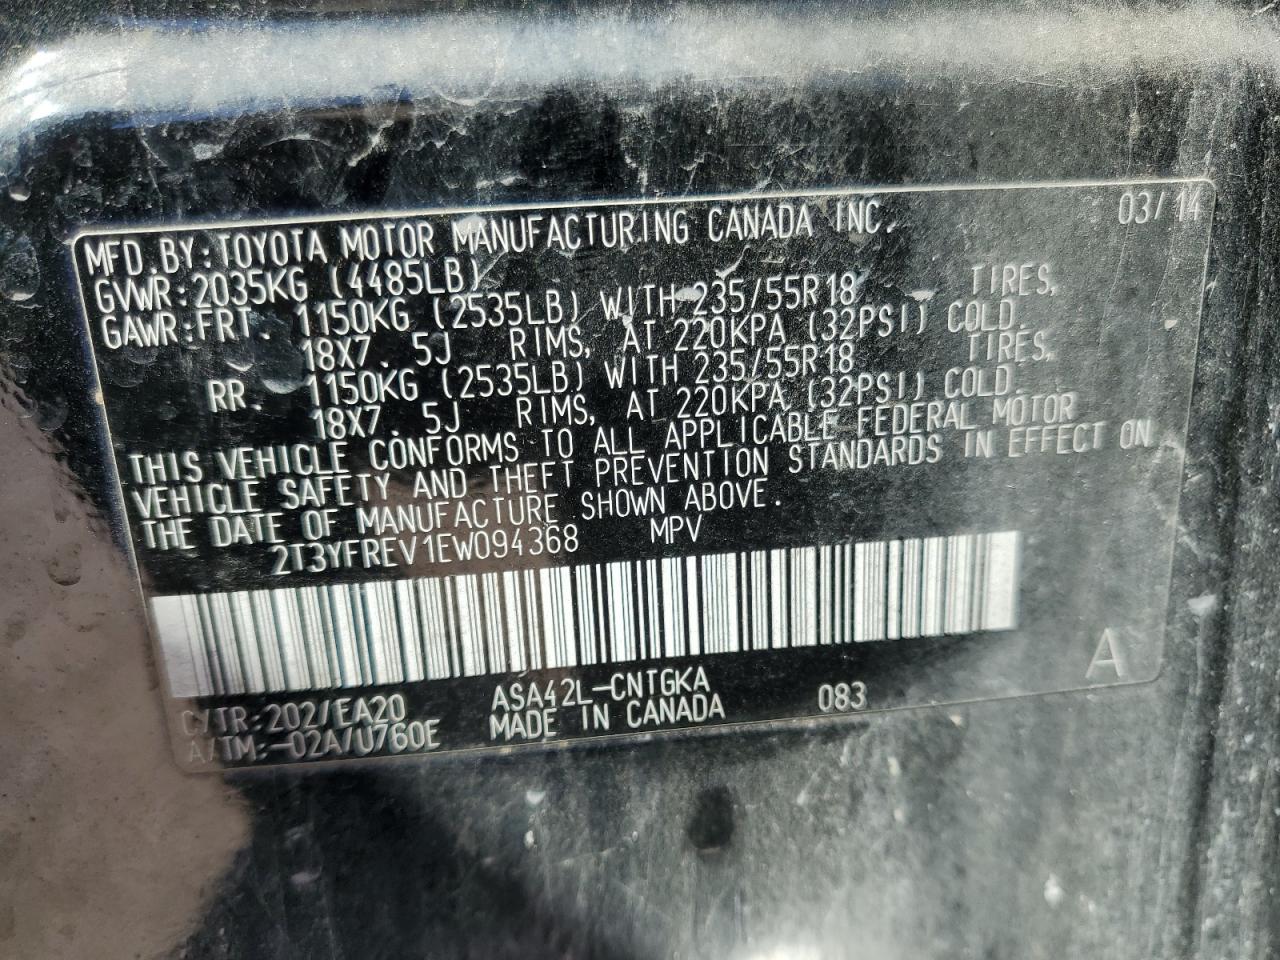 03/14
MFD.BY:TOYOTA MOTOR MANUFACTURING CANADA INC.
GVWR:2035KG (4485LB)
GAWR:FRT. 1150KG (2535LB) WITH 235/55R18 TIRES,
18X7.5J RIMS, AT 220KPA (32PSI) COLD.
RR. 1150KG (2535LB) WITH 235/55R18 TIRES,
18X7.5J RIMS, AT 220KPA (32PSI) COLD.
THIS VEHICLE CONFORMS TO ALL APPLICABLE FEDERAL MOTOR
VEHICLE SAFETY AND THEFT PREVENTION STANDARDS IN EFFECT ON
THE DATE OF MANUFACTURE SHOWN ABOVE.
2T3YFREV1EW094368 MPV
C/TR:202/EA20 ASA42L-CNTGKA 083 A
A/TM:-02A/U760E MADE IN CANADA